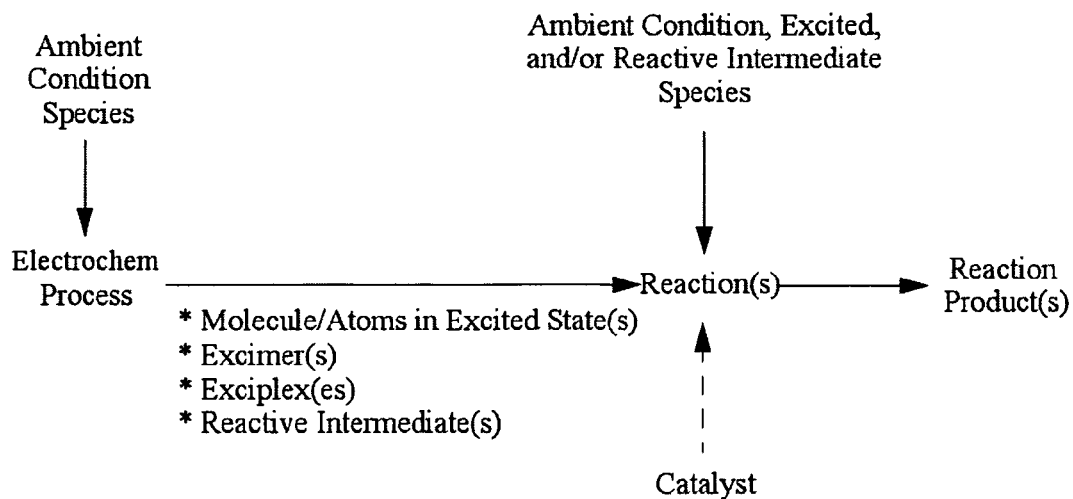 Ambient
Condition
Species
Ambient Condition, Excited,
and/or Reactive Intermediate
Species
Electrochem
Process
* Molecule/Atoms in Excited State(s)
* Excimer(s)
* Exciplex(es)
* Reactive Intermediate(s)
Reaction(s)
Reaction
Product(s)
Catalyst